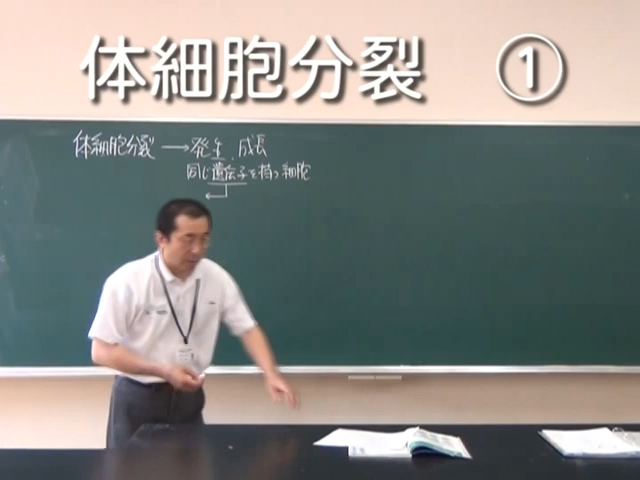 体細胞分裂 ①
体細胞分裂→発生、成長
同じ遺伝子を持つ細胞